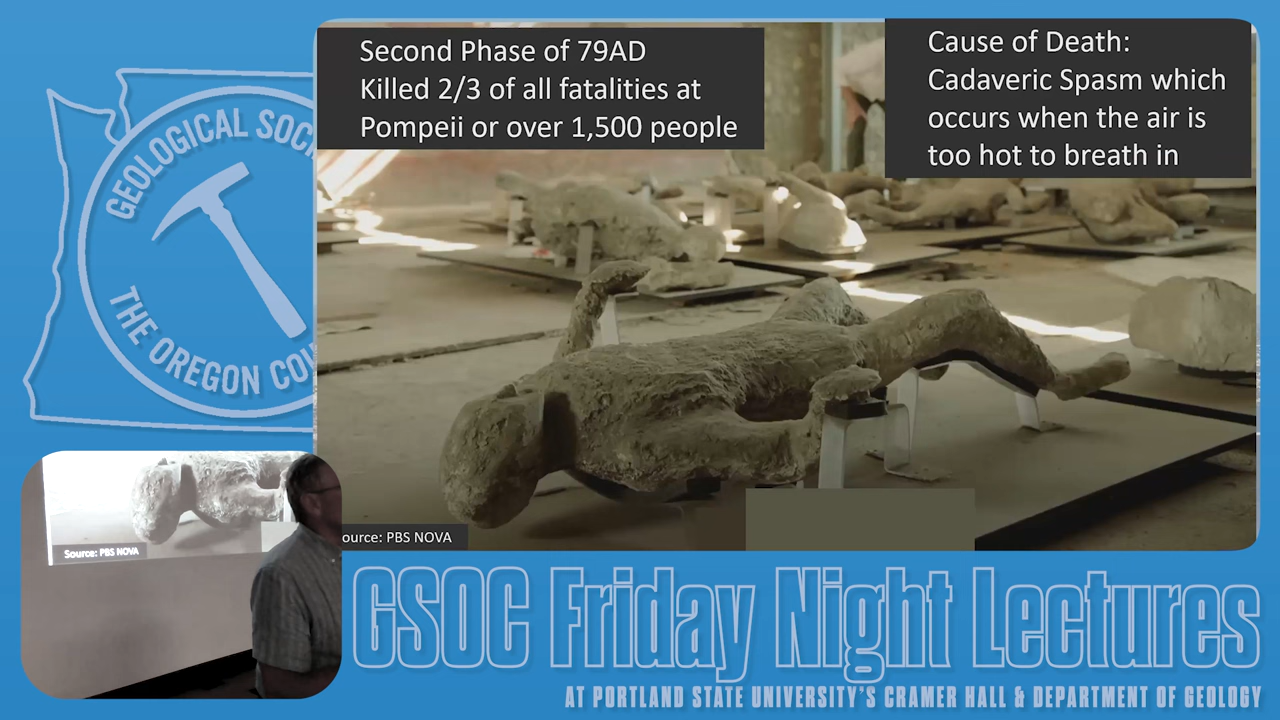 Second Phase of 79AD
Killed 2/3 of all fatalities at
Pompeii or over 1,500 people
Cause of Death:
Cadaveric Spasm which
occurs when the air is
too hot to breath in
GEOLOGICAL
THE OREGON
Source: PBS NOVA
ource: PBS NOVA
GSOC Friday Night Lectures
AT PORTLAND STATE UNIVERSITY'S CRAMER HALL & DEPARTMENT OF GEOLOGY